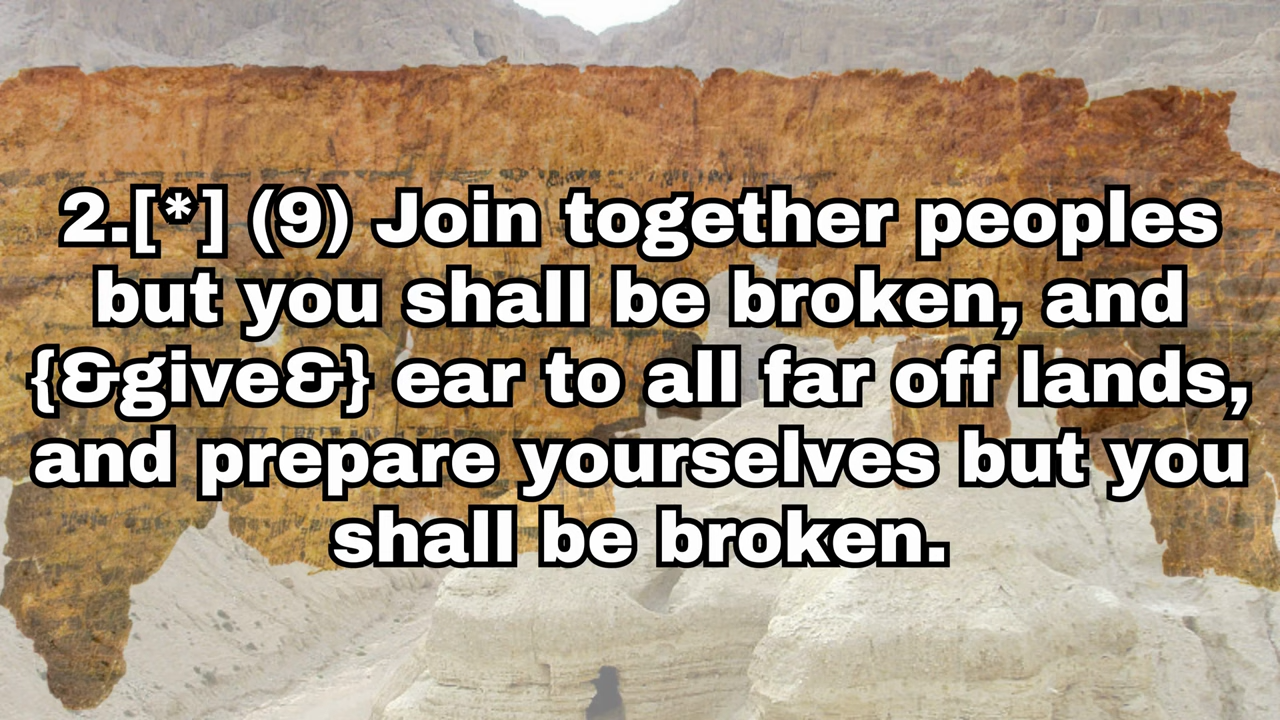 2.[*] (9) Join together peoples
but you shall be broken, and
{&give&} ear to all far off lands,
and prepare yourselves but you
shall be broken.